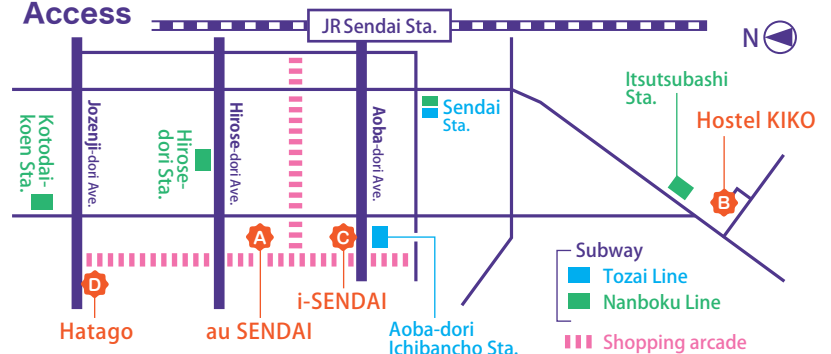 Access
JR Sendai Sta.
N
Itsutsubashi
Sta.
Hostel KIKO
B
Sendai
Sta.
Kotodai-
koen Sta.
Jozenji-dori Ave.
Hirose-
dori Sta.
Hirose-dori Ave.
Aoba-dori Ave.
A
C
D
Hatago
au SENDAI
i-SENDAI
Aoba-dori
Ichibancho Sta.
Subway
Tozai Line
Nanboku Line
Shopping arcade